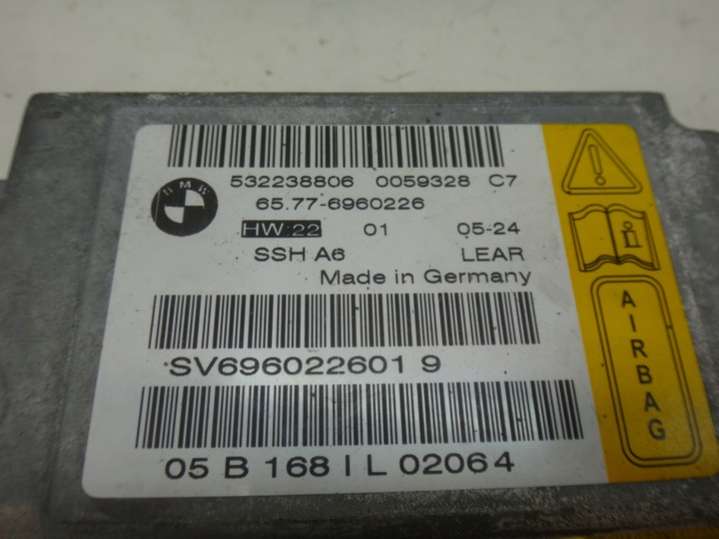 532238806 0059328 C7
BMW
65.77-6960226
HW:22 01 05-24
SSH A6 LEAR
Made in Germany
SV696022601 9
05 B 168 I L 02064
AIRBAG